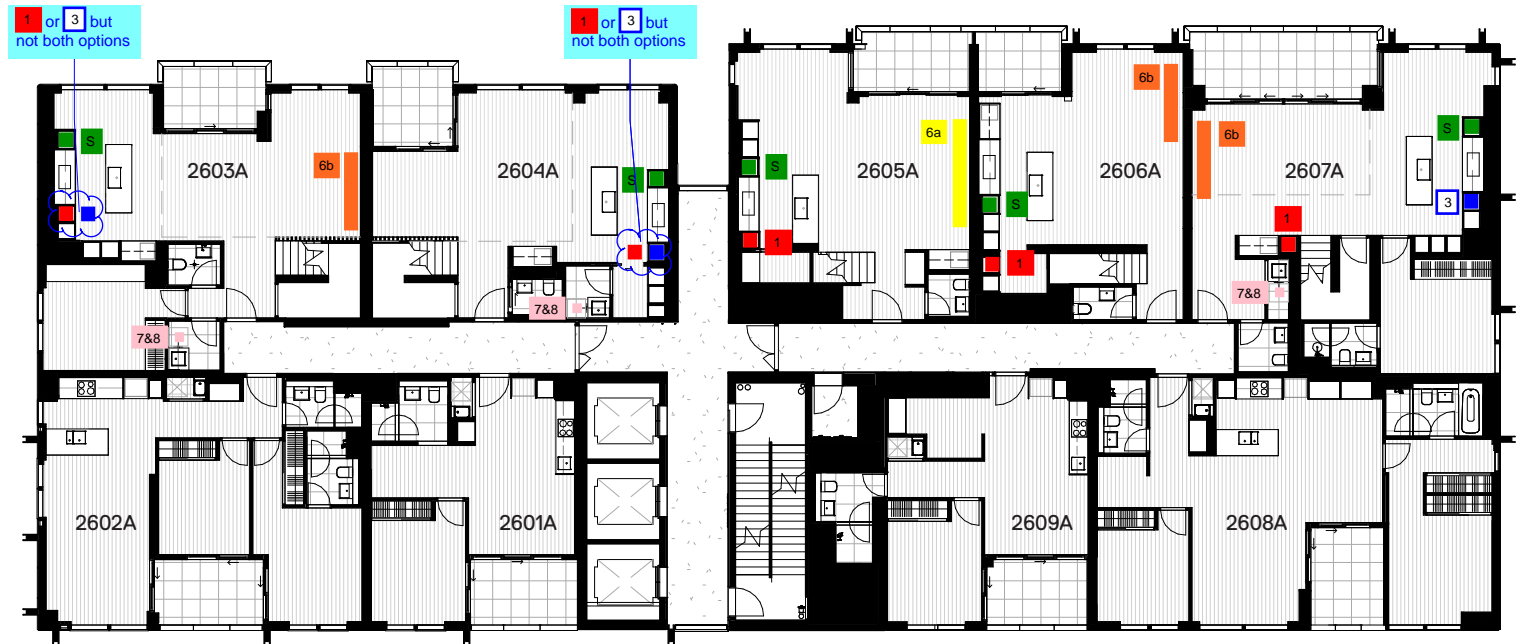 1 or 3 but
not both options
1 or 3 but
not both options
6b
S
S
2603A
6b
2604A
S
S
6a
2605A
S
2606A
6b
2607A
S
3
1
1
1
7&8
7&8
7&8
2602A
2601A
2609A
2608A